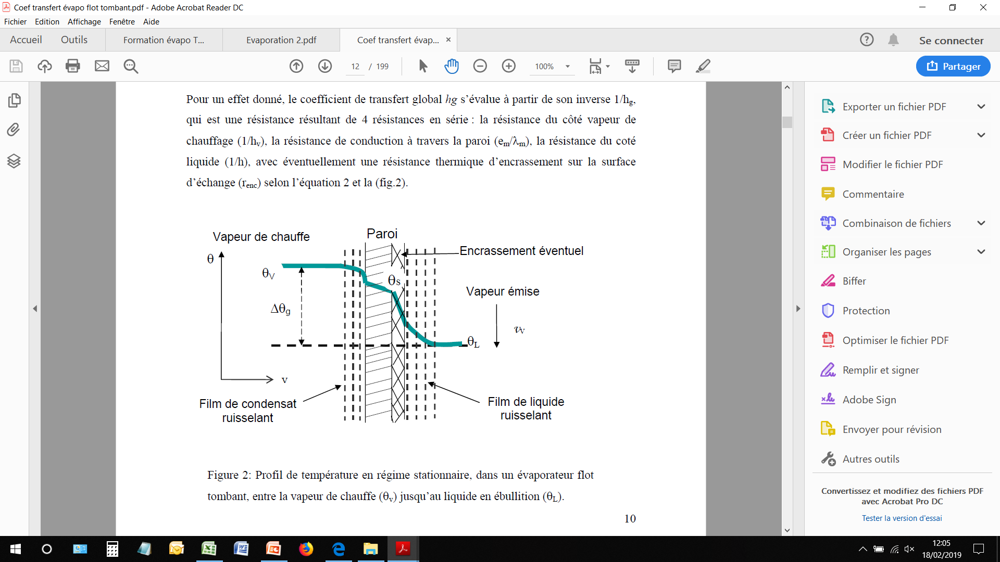 Coef transfert évapo flot tombant.pdf - Adobe Acrobat Reader DC
Fichier Edition Affichage Fenêtre Aide
Accueil Outils Formation évapo T... Evaporation 2.pdf Coef transfert évap... ×
Se connecter
12 / 199 100%
Partager
Pour un effet donné, le coefficient de transfert global hg s'évalue à partir de son inverse 1/hg,
qui est une résistance résultant de 4 résistances en série : la résistance du côté vapeur de
chauffage (1/hv), la résistance de conduction à travers la paroi (em/λm), la résistance du coté
liquide (1/h), avec éventuellement une résistance thermique d'encrassement sur la surface
d'échange (renc) selon l'équation 2 et la (fig.2).
Vapeur de chauffe
Paroi
Encrassement éventuel
θ
θV
θS
Vapeur émise
Δθg
vV
θL
v
Film de condensat
ruisselant
Film de liquide
ruisselant
Figure 2: Profil de température en régime stationnaire, dans un évaporateur flot
tombant, entre la vapeur de chauffe (θv) jusqu'au liquide en ébullition (θL).
10
Exporter un fichier PDF
Créer un fichier PDF
Modifier le fichier PDF
Commentaire
Combinaison de fichiers
Organiser les pages
Biffer
Protection
Optimiser le fichier PDF
Remplir et signer
Adobe Sign
Envoyer pour révision
Autres outils
Convertissez et modifiez des fichiers PDF
avec Acrobat Pro DC
Tester la version d'essai
12:05
18/02/2019